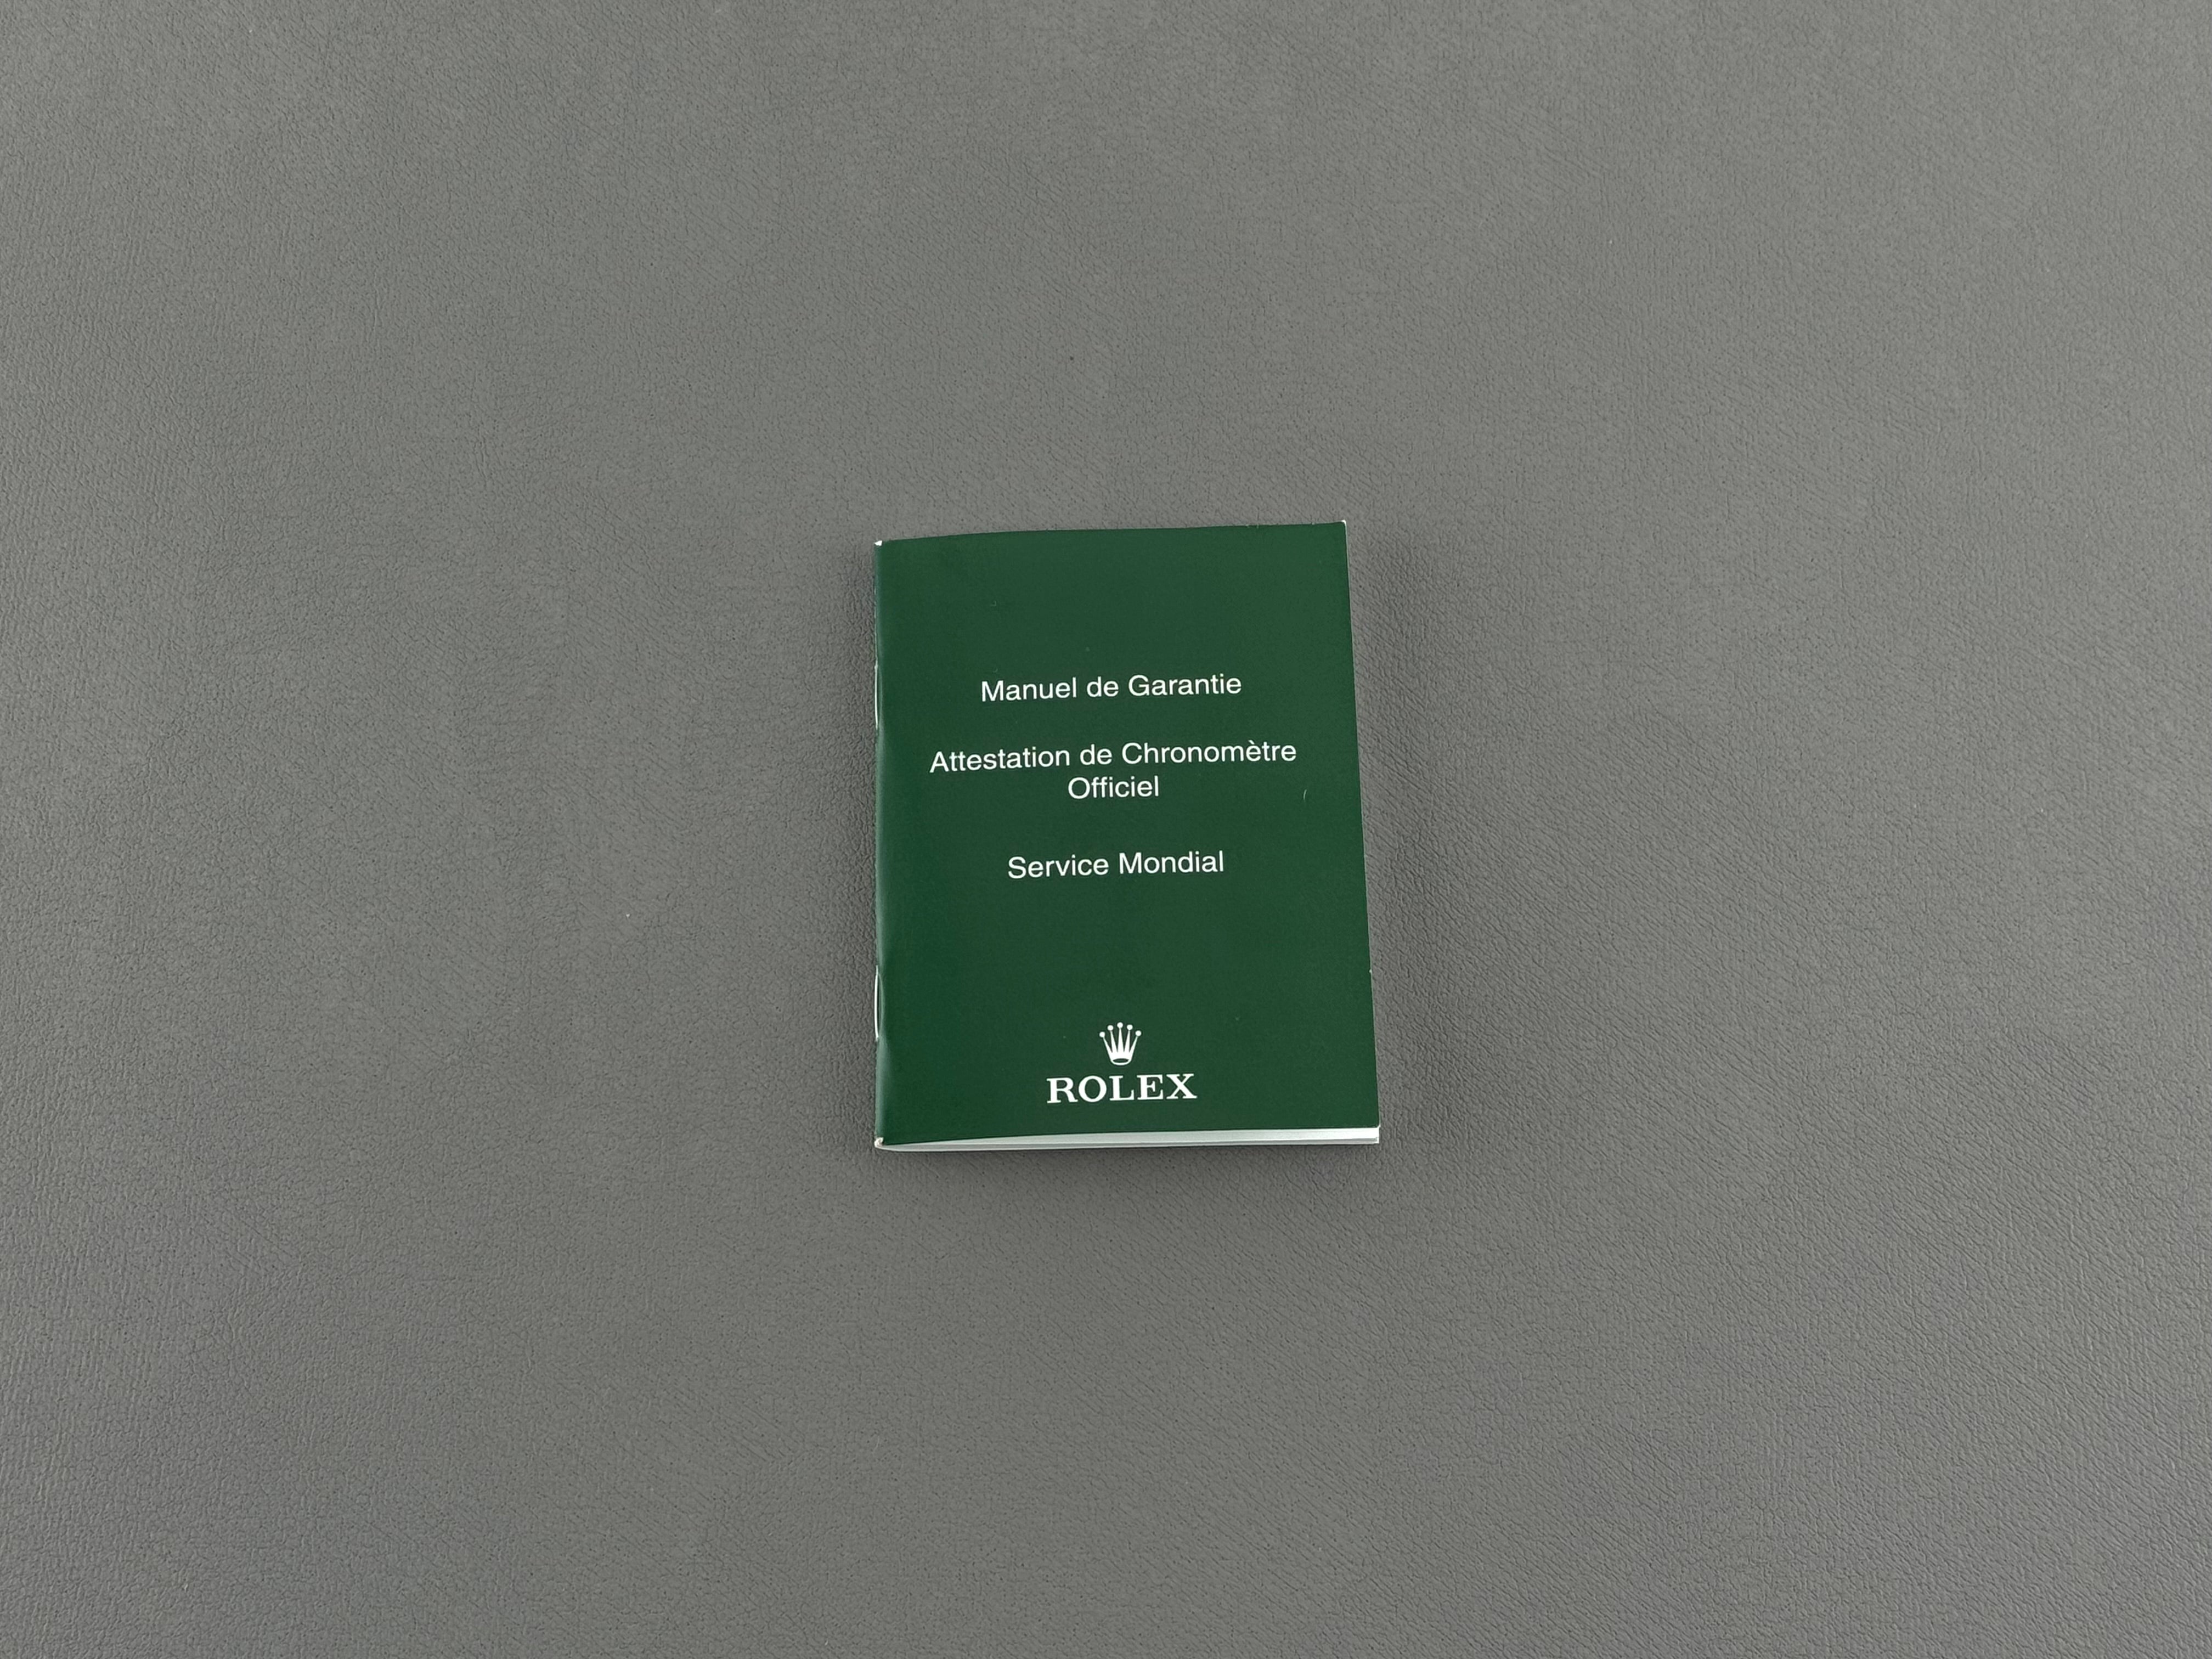 Manuel de Garantie
Attestation de Chronomètre
Officiel
Service Mondial
ROLEX